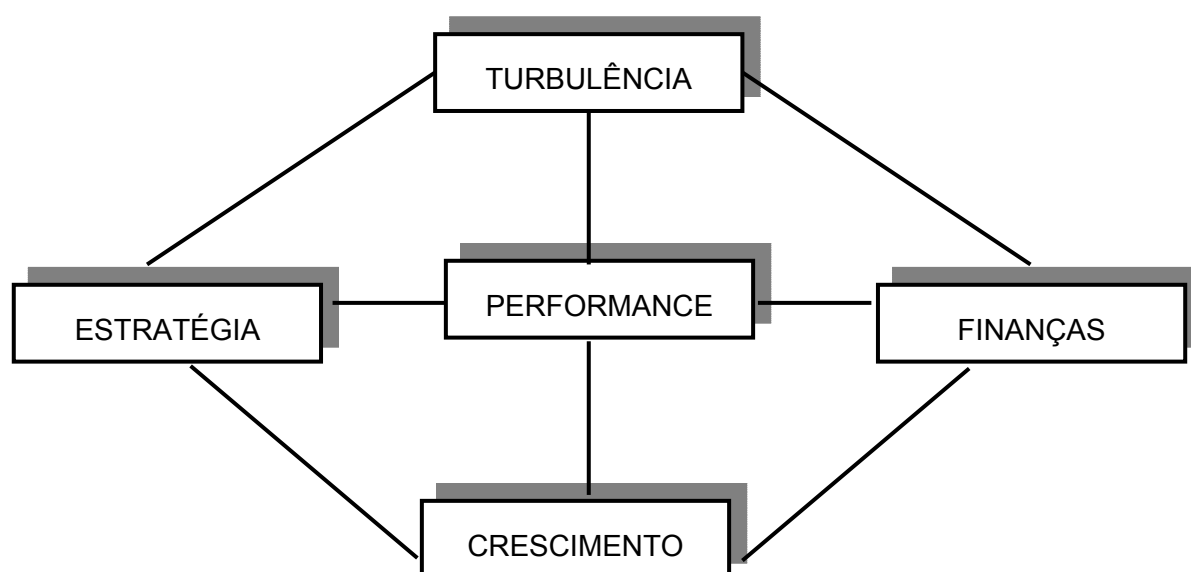 TURBULÊNCIA
ESTRATÉGIA
PERFORMANCE
FINANÇAS
CRESCIMENTO